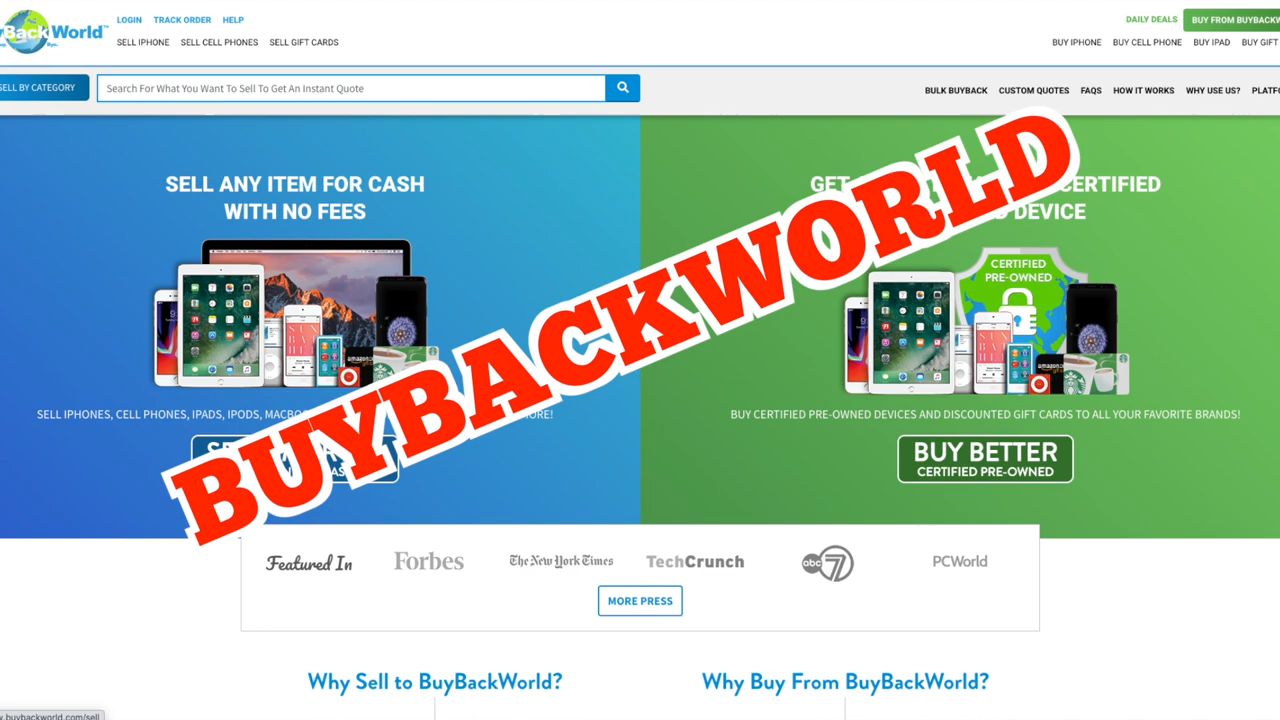 BackWorld™
LOGIN TRACK ORDER HELP
SELL IPHONE SELL CELL PHONES SELL GIFT CARDS
DAILY DEALS BUY FROM
BUY IPHONE BUY CELL PHONE BUY IPAD BUY GIFT
SELL BY CATEGORY
Search For What You Want To Sell To Get An Instant Quote
BULK BUYBACK CUSTOM QUOTES FAQS HOW IT WORKS WHY USE US?
SELL ANY ITEM FOR CASH
WITH NO FEES
GET CERTIFIED
DEVICE
CERTIFIED
PRE-OWNED
BUYBACKWORLD
SELL IPHONES, CELL PHONES, IPADS, IPODS,
BUY CERTIFIED PRE-OWNED DEVICES AND DISCOUNTED GIFT CARDS TO ALL YOUR FAVORITE BRANDS!
BUY BETTER
CERTIFIED PRE-OWNED
Featured In Forbes The New York Times TechCrunch abc 7 PCWorld
MORE PRESS
Why Sell to BuyBackWorld? Why Buy From BuyBackWorld?
buybackworld.com/sell